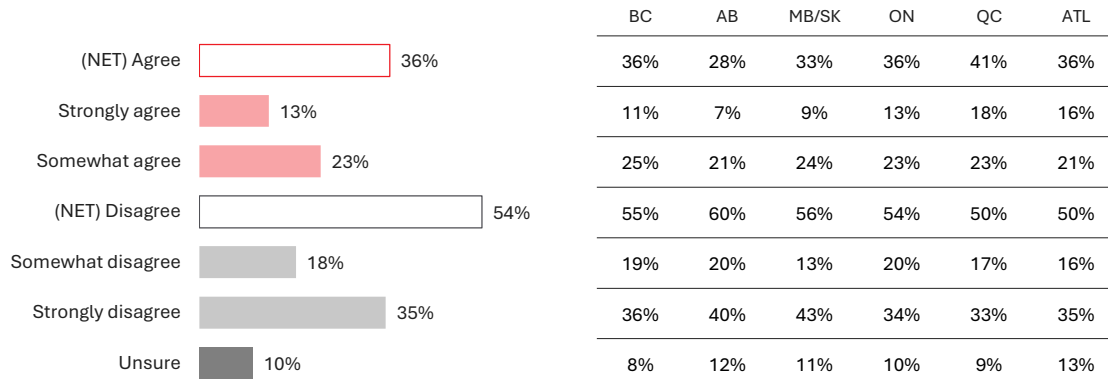 BC AB MB/SK ON QC ATL
(NET) Agree 36% 36% 28% 33% 36% 41% 36%
Strongly agree 13% 11% 7% 9% 13% 18% 16%
Somewhat agree 23% 25% 21% 24% 23% 23% 21%
(NET) Disagree 54% 55% 60% 56% 54% 50% 50%
Somewhat disagree 18% 19% 20% 13% 20% 17% 16%
Strongly disagree 35% 36% 40% 43% 34% 33% 35%
Unsure 10% 8% 12% 11% 10% 9% 13%